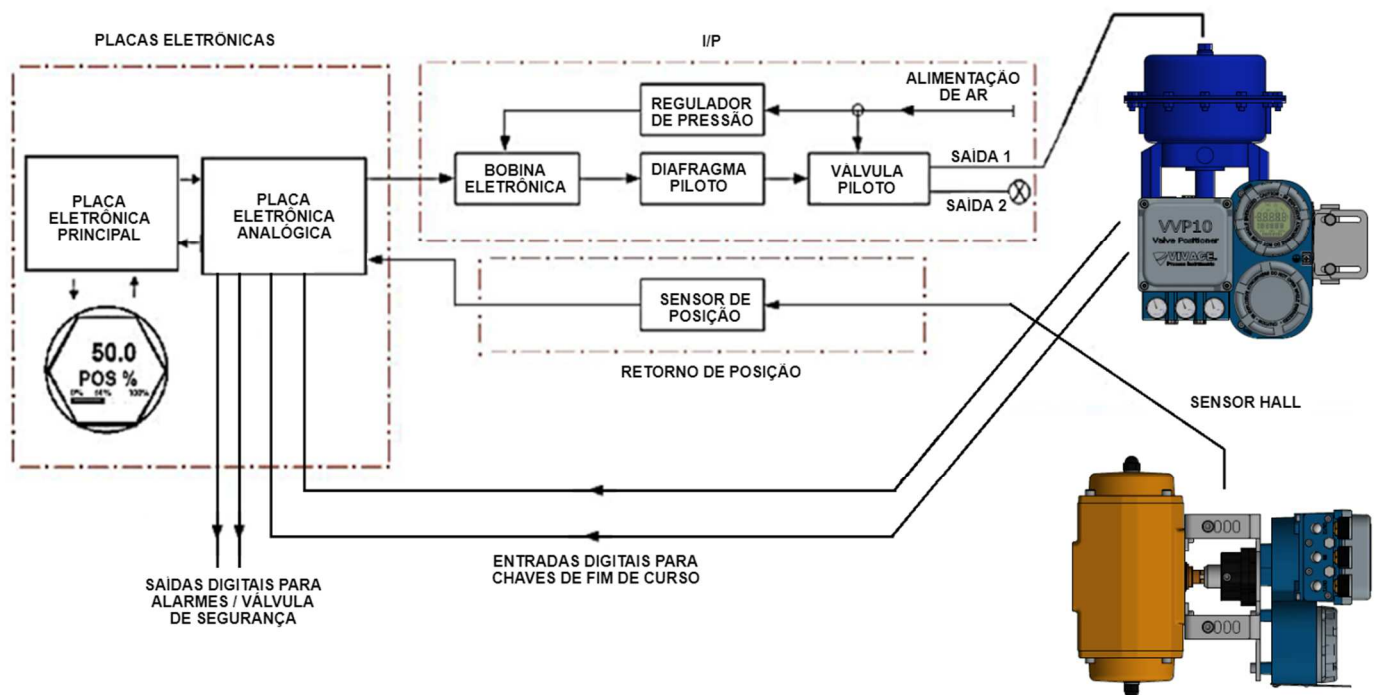 PLACAS ELETRÔNICAS
I/P
ALIMENTAÇÃO
DE AR
REGULADOR
DE PRESSÃO
PLACA
ELETRÔNICA
PRINCIPAL
PLACA
ELETRÔNICA
ANALÓGICA
BOBINA
ELETRÔNICA
DIAFRAGMA
PILOTO
VÁLVULA
PILOTO
SAÍDA 1
SAÍDA 2
VVP10
Valve Positioner
VIVACE
SENSOR DE
POSIÇÃO
RETORNO DE POSIÇÃO
50.0
POS %
0%
100%
SENSOR HALL
ENTRADAS DIGITAIS PARA
CHAVES DE FIM DE CURSO
SAÍDAS DIGITAIS PARA
ALARMES / VÁLVULA
DE SEGURANÇA